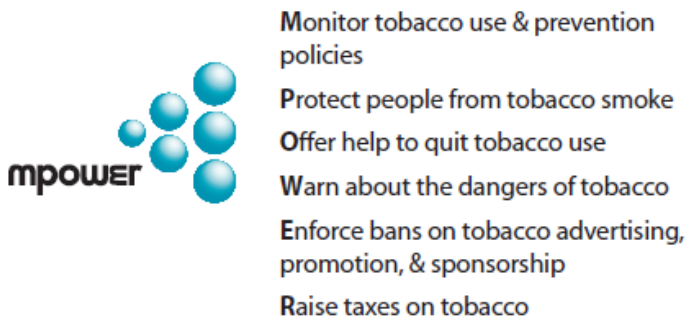 mpower
Monitor tobacco use & prevention
policies
Protect people from tobacco smoke
Offer help to quit tobacco use
Warn about the dangers of tobacco
Enforce bans on tobacco advertising,
promotion, & sponsorship
Raise taxes on tobacco